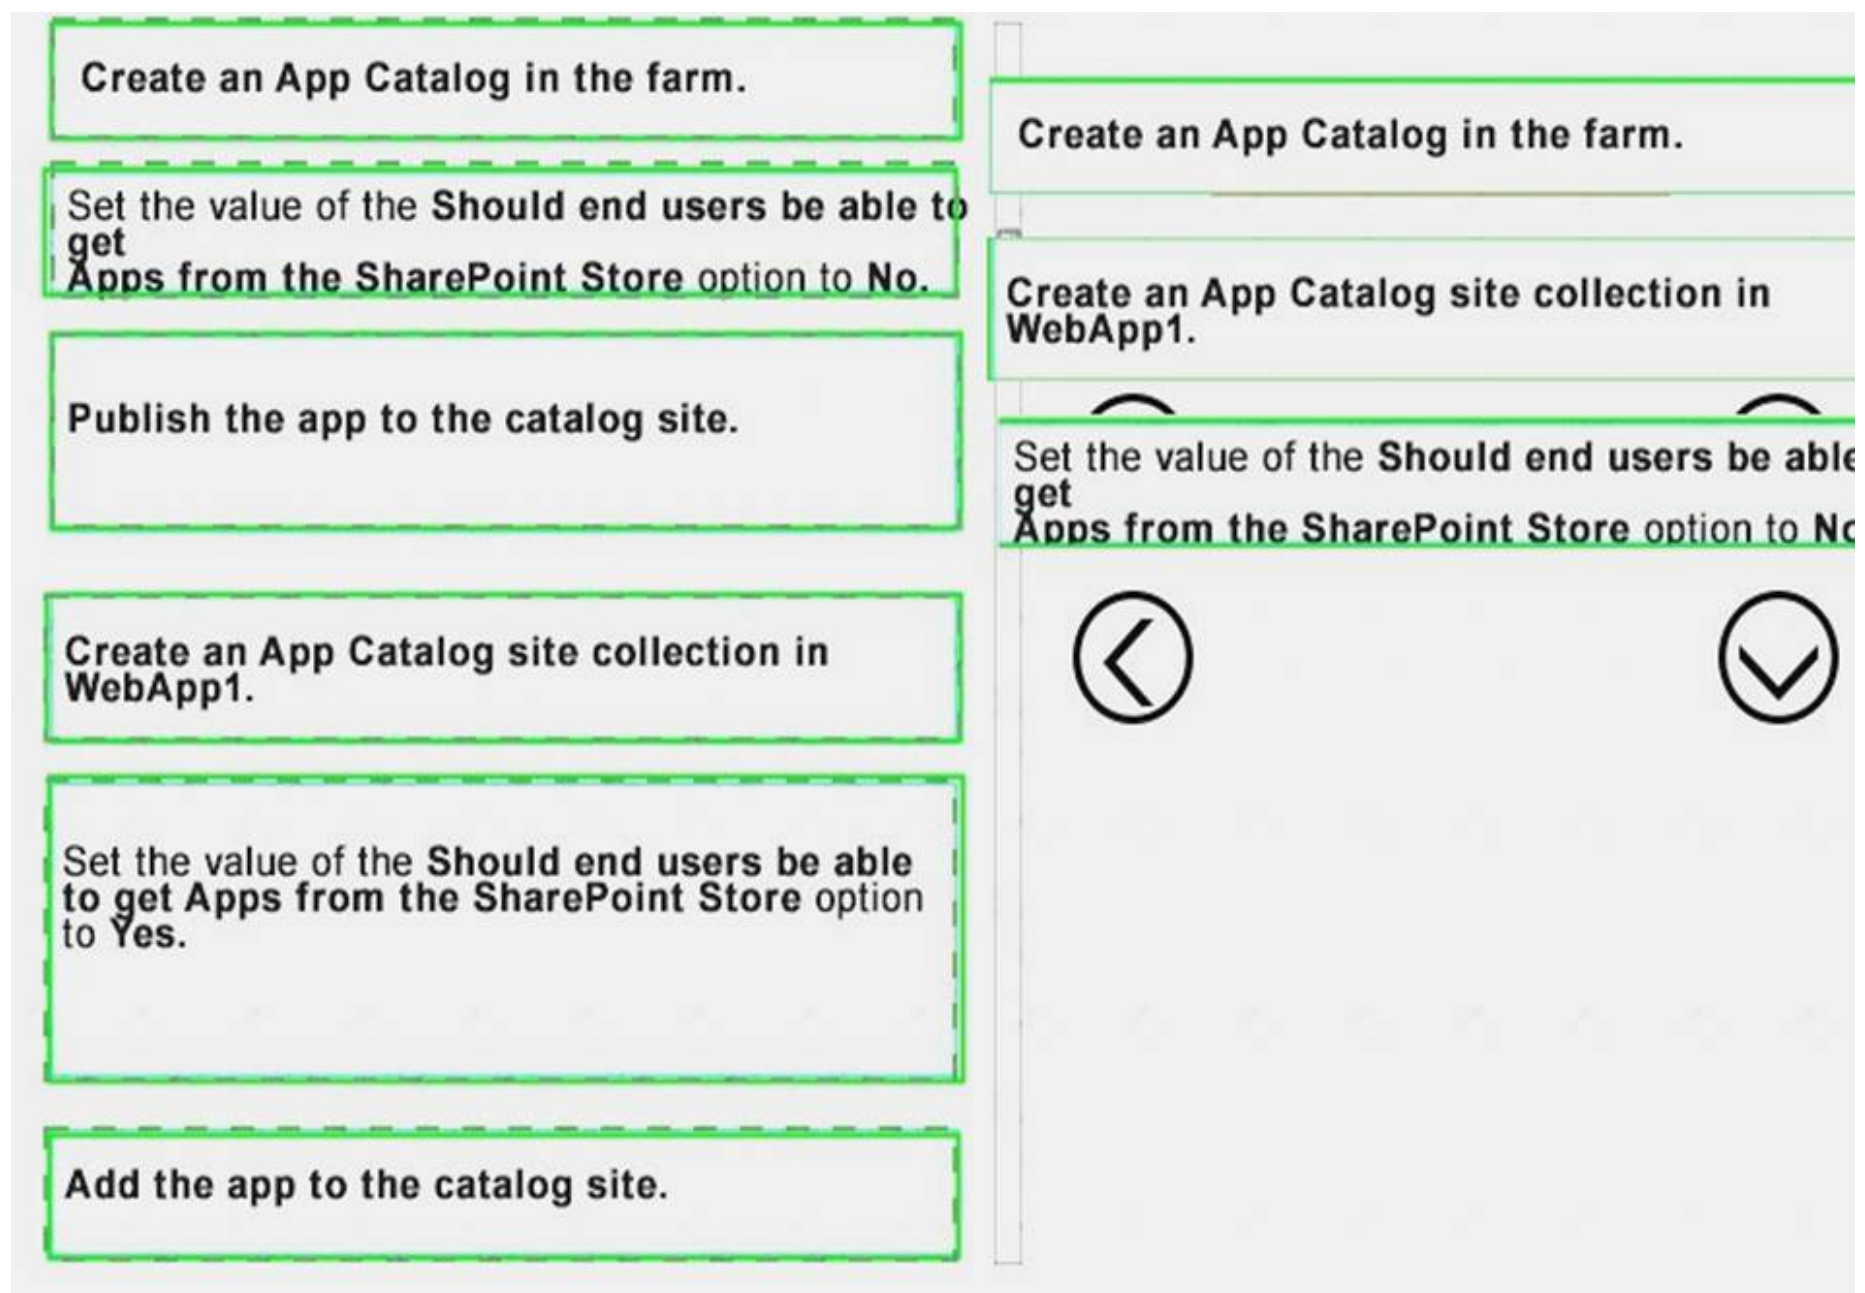 Create an App Catalog in the farm.
Set the value of the Should end users be able to
get
Apps from the SharePoint Store option to No.
Publish the app to the catalog site.
Create an App Catalog site collection in
WebApp1.
Set the value of the Should end users be able
to get Apps from the SharePoint Store option
to Yes.
Add the app to the catalog site.
Create an App Catalog in the farm.
Create an App Catalog site collection in
WebApp1.
Set the value of the Should end users be able
get
Apps from the SharePoint Store option to No